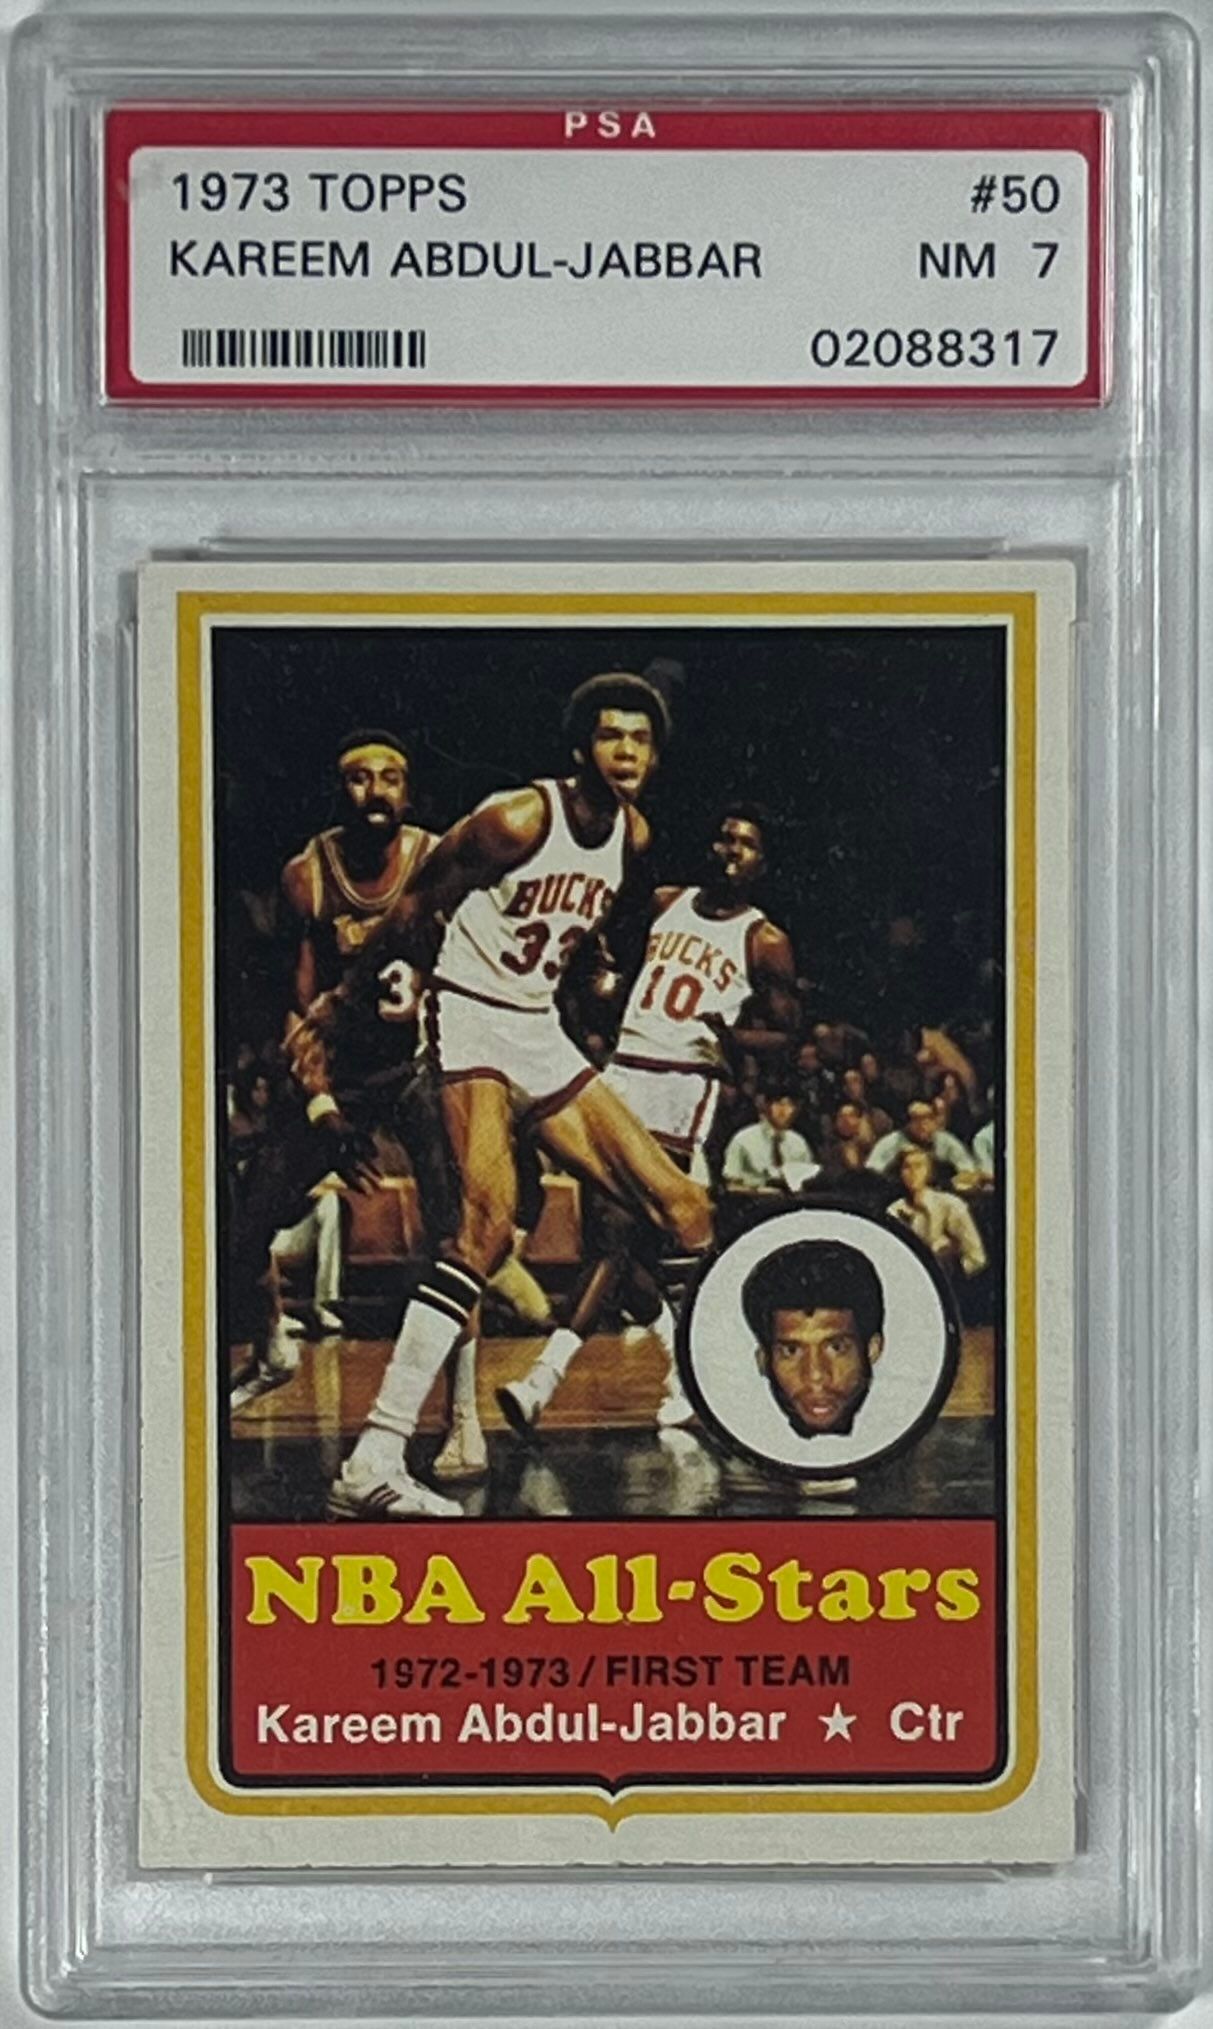 PSA
1973 TOPPS #50
KAREEM ABDUL-JABBAR NM 7
02088317
BUCKS
33
BUCKS
10
3
NBA All-Stars
1972-1973/FIRST TEAM
Kareem Abdul-Jabbar ★ Ctr